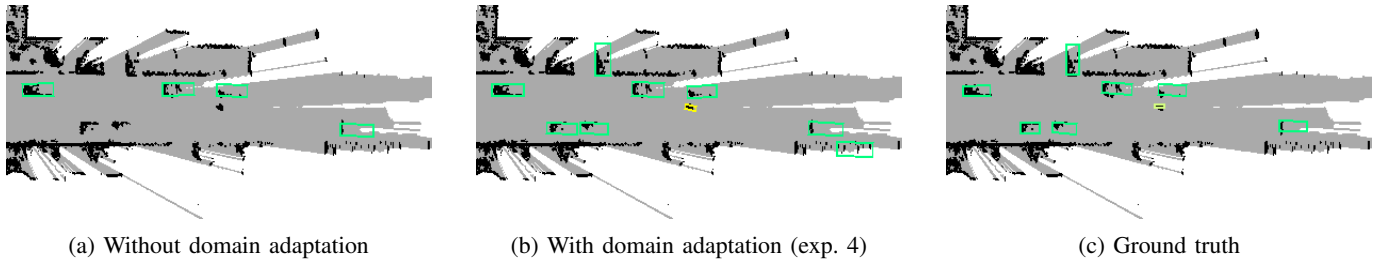 (a) Without domain adaptation
(b) With domain adaptation (exp. 4)
(c) Ground truth